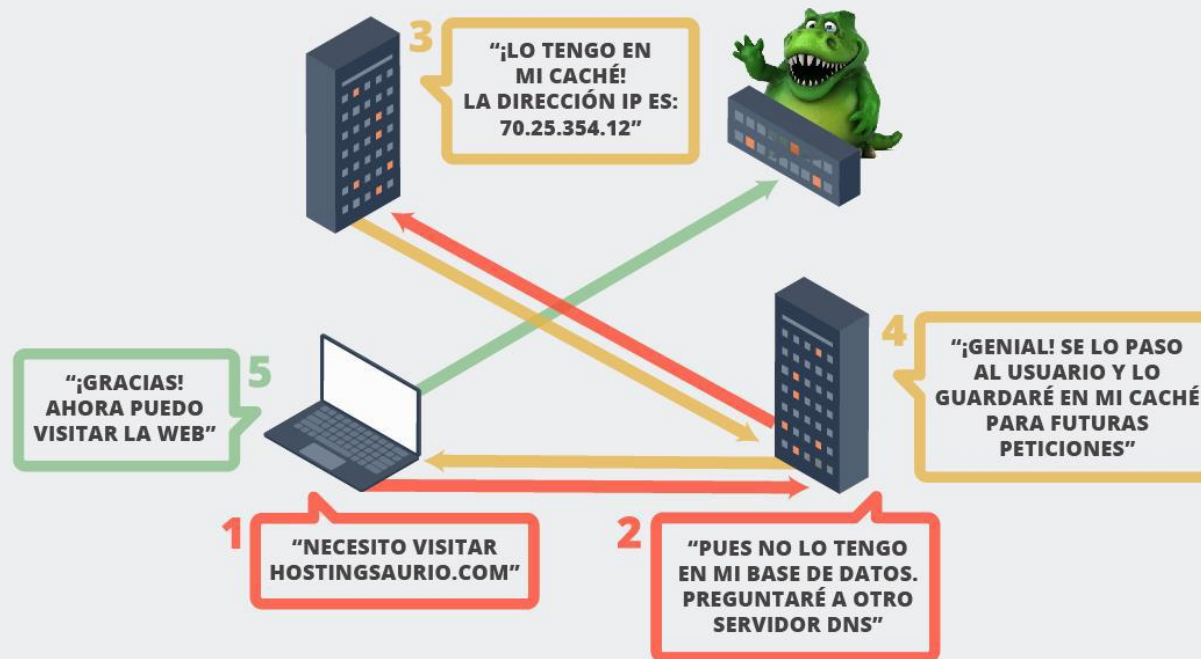 1
“NECESITO VISITAR
HOSTINGSAURIO.COM”
2
“PUES NO LO TENGO
EN MI BASE DE DATOS.
PREGUNTARÉ A OTRO
SERVIDOR DNS”
3
“¡LO TENGO EN
MI CACHÉ!
LA DIRECCIÓN IP ES:
70.25.354.12”
4
“¡GENIAL! SE LO PASO
AL USUARIO Y LO
GUARDARÉ EN MI CACHÉ
PARA FUTURAS
PETICIONES”
5
“¡GRACIAS!
AHORA PUEDO
VISITAR LA WEB”